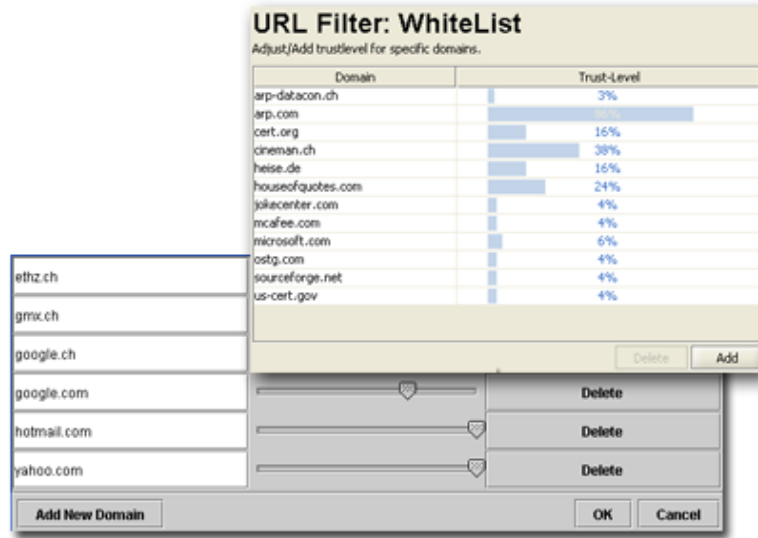 URL Filter: WhiteList
Adjust/Add trustlevel for specific domains.
Domain Trust-Level
arp-datacon.ch 3%
arp.com 86%
cert.org 16%
cineman.ch 38%
heise.de 16%
houseofquotes.com 24%
jokecenter.com 4%
mcafee.com 4%
microsoft.com 6%
ostg.com 4%
sourceforge.net 4%
us-cert.gov 4%
Delete Add
ethz.ch
gmx.ch
google.ch
google.com Delete
hotmail.com Delete
yahoo.com Delete
Add New Domain OK Cancel